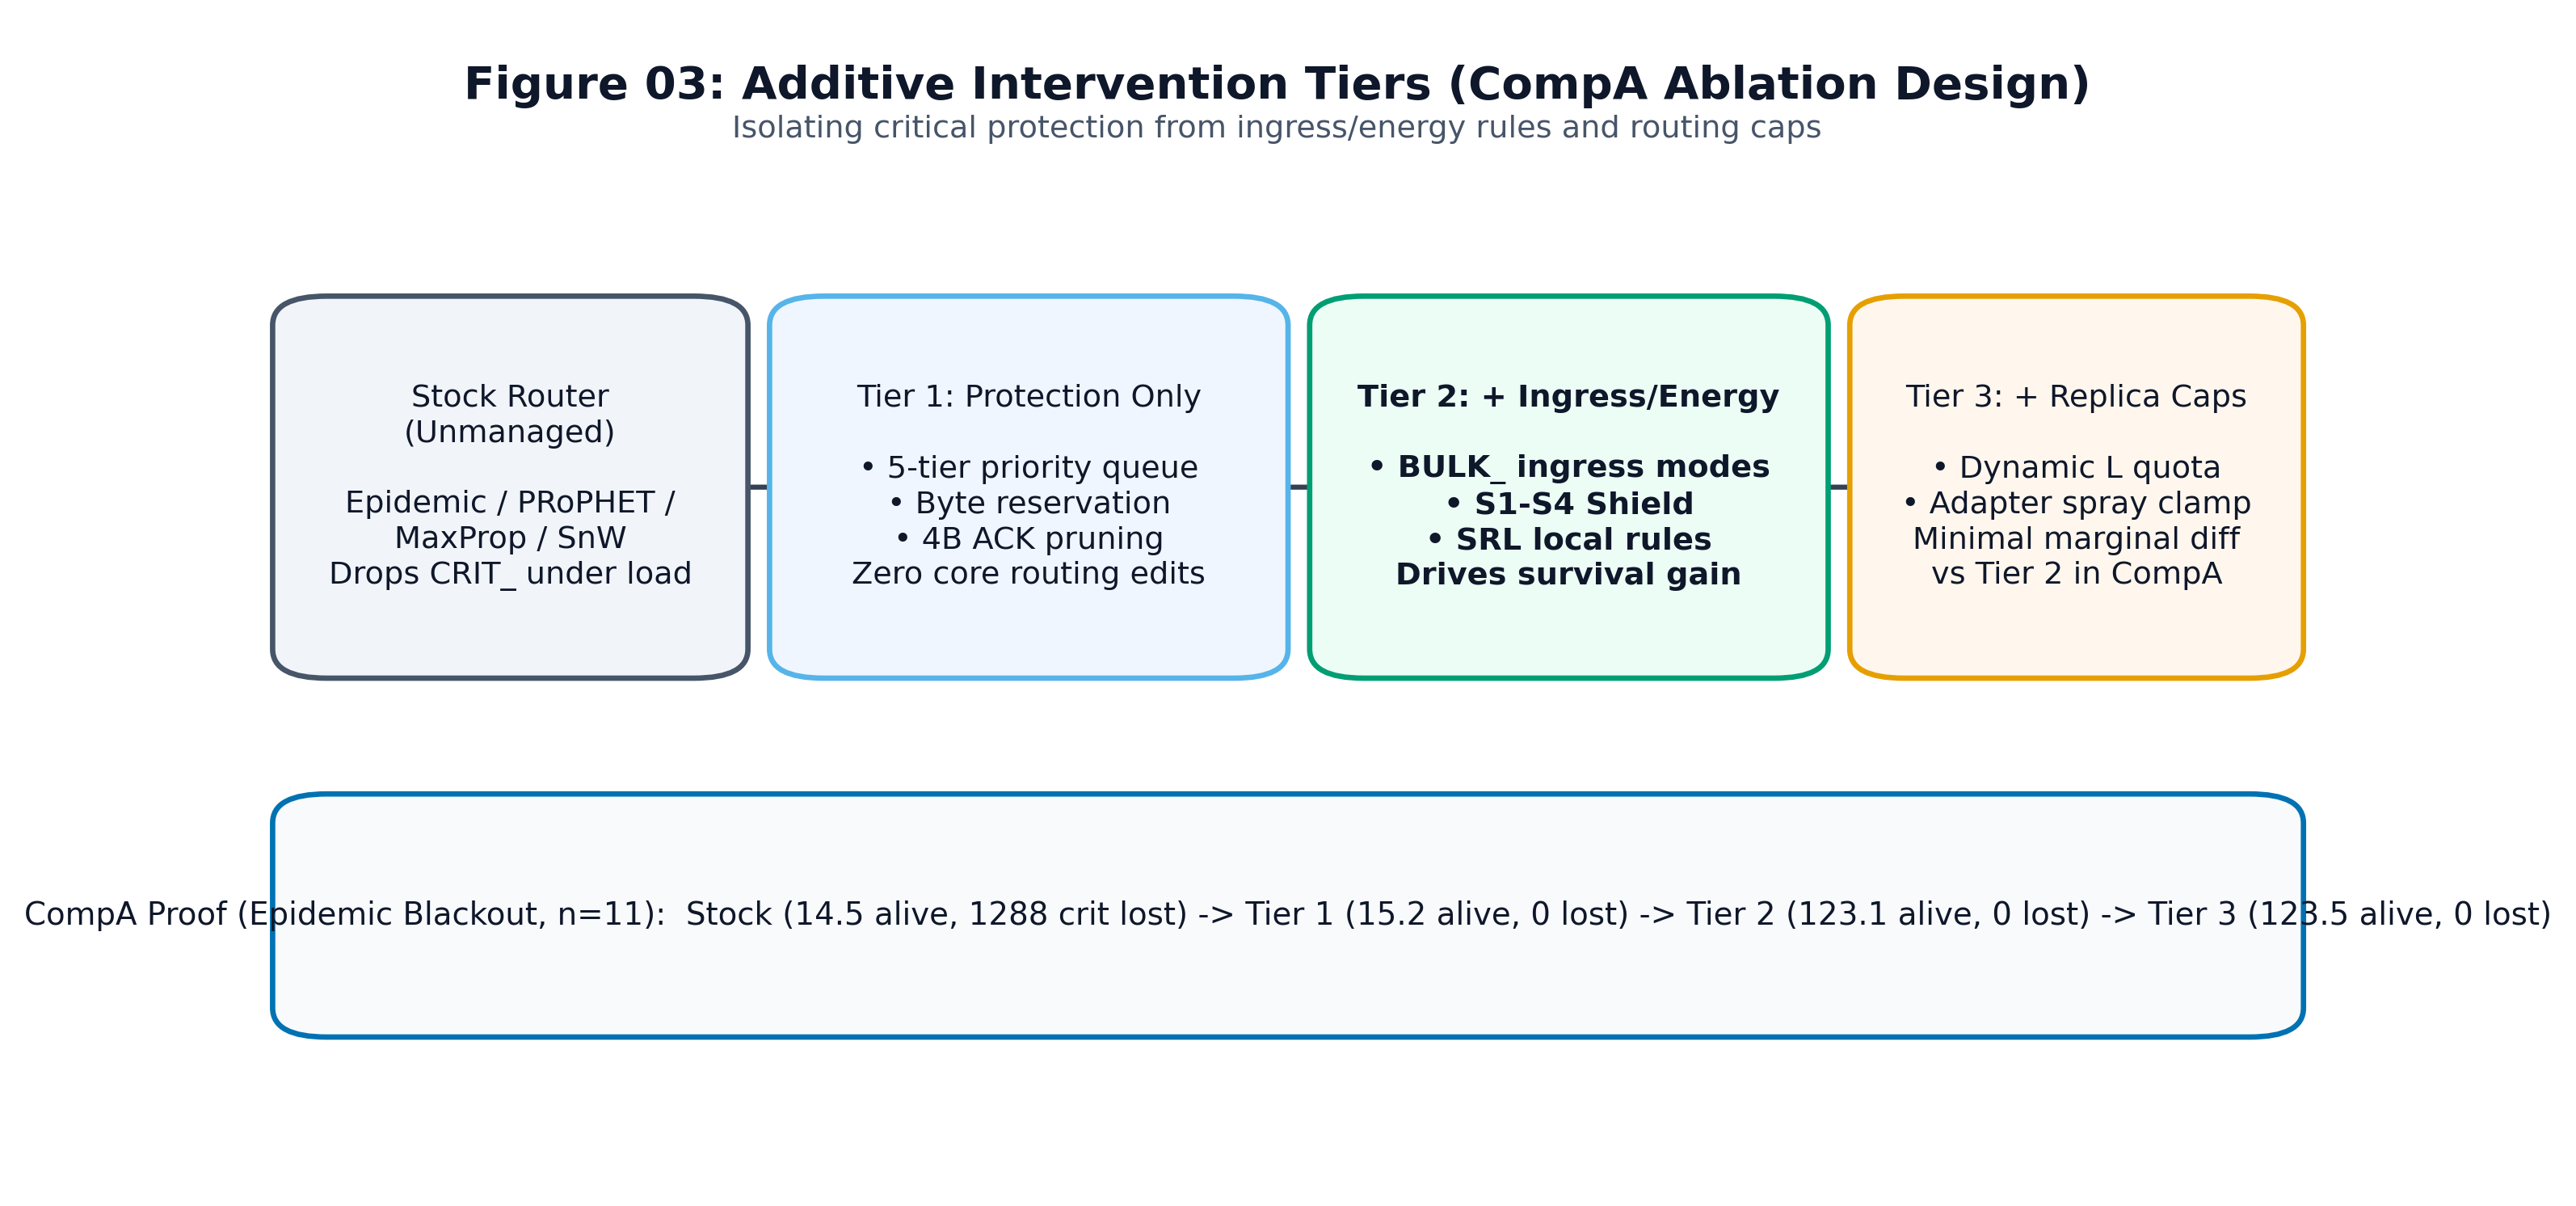 Figure 03: Additive Intervention Tiers (CompA Ablation Design)
Isolating critical protection from ingress/energy rules and routing caps
Stock Router
(Unmanaged)
Epidemic / PRoPHET /
MaxProp / SnW
Drops CRIT_ under load
Tier 1: Protection Only
• 5-tier priority queue
• Byte reservation
• 4B ACK pruning
Zero core routing edits
Tier 2: + Ingress/Energy
• BULK_ ingress modes
• S1-S4 Shield
• SRL local rules
Drives survival gain
Tier 3: + Replica Caps
• Dynamic L quota
• Adapter spray clamp
Minimal marginal diff
vs Tier 2 in CompA
CompA Proof (Epidemic Blackout, n=11):  Stock (14.5 alive, 1288 crit lost) -> Tier 1 (15.2 alive, 0 lost) -> Tier 2 (123.1 alive, 0 lost) -> Tier 3 (123.5 alive, 0 lost)